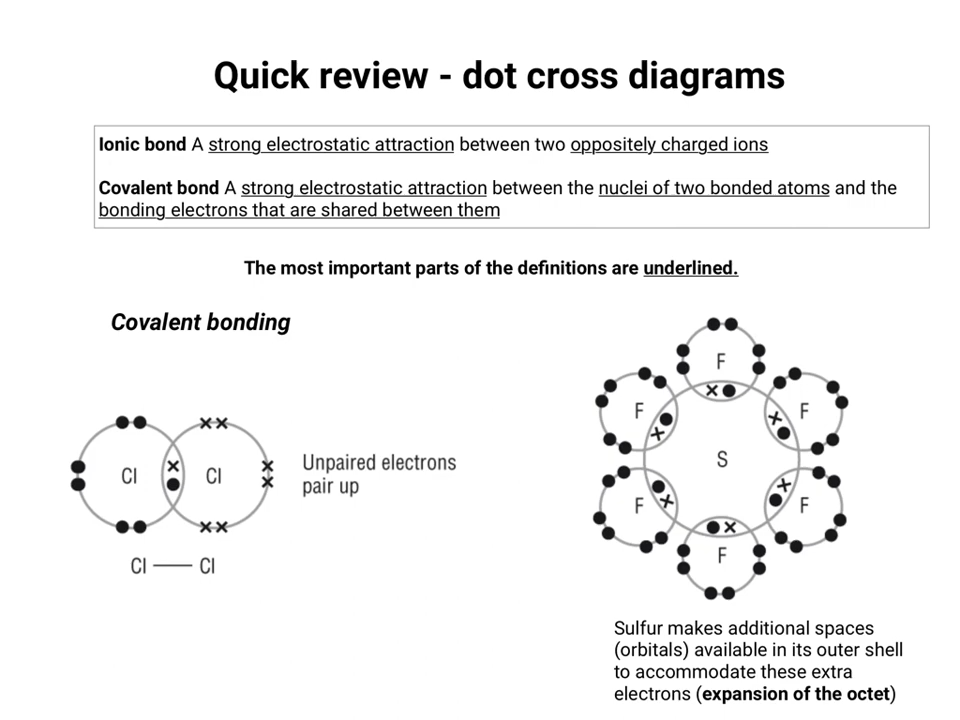 Quick review - dot cross diagrams
Ionic bond A strong electrostatic attraction between two oppositely charged ions
Covalent bond A strong electrostatic attraction between the nuclei of two bonded atoms and the
bonding electrons that are shared between them
The most important parts of the definitions are underlined.
Covalent bonding
Cl
Cl
Unpaired electrons
pair up
Cl — Cl
F
F
F
S
F
F
F
Sulfur makes additional spaces
(orbitals) available in its outer shell
to accommodate these extra
electrons (expansion of the octet)